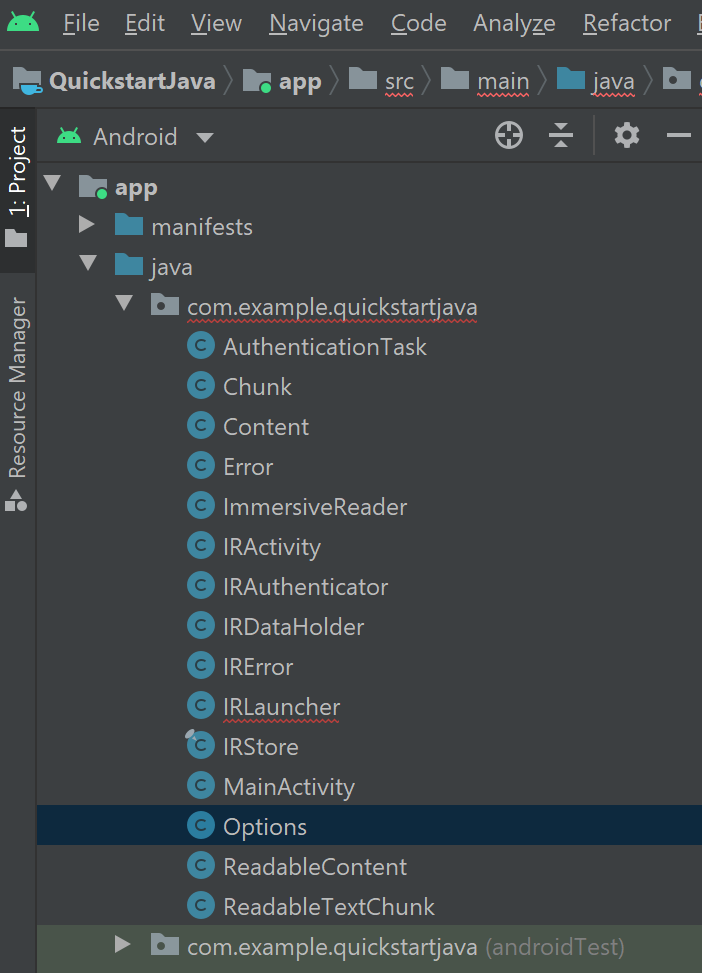 File Edit View Navigate Code Analyze Refactor
QuickstartJava app src main java
1: Project
Android
app
manifests
java
com.example.quickstartjava
Resource Manager
AuthenticationTask
Chunk
Content
Error
ImmersiveReader
IRActivity
IRAuthenticator
IRDataHolder
IRError
IRLauncher
IRStore
MainActivity
Options
ReadableContent
ReadableTextChunk
com.example.quickstartjava (androidTest)